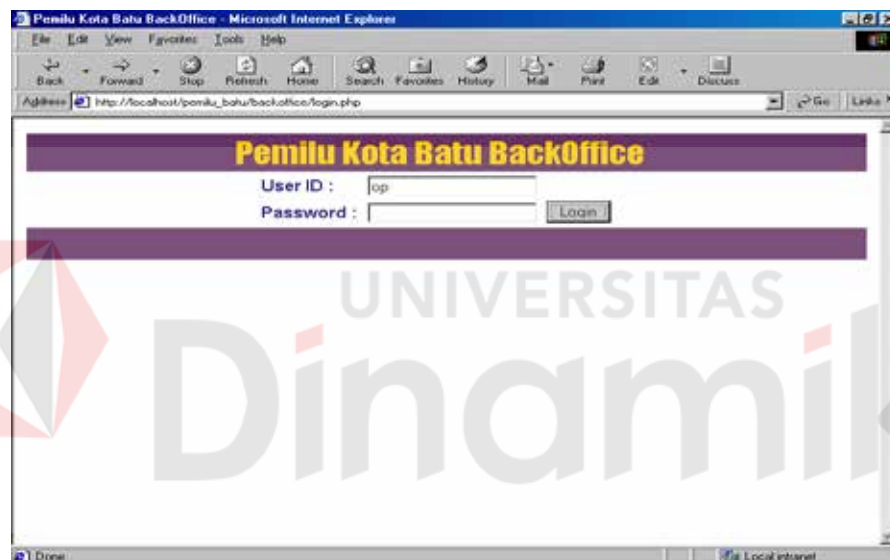 Pemilu Kota Batu BackOffice - Microsoft Internet Explorer
File Edit View Favorites Tools Help
Back Forward Stop Refresh Home Search Favorites History Mail Print Edit Discuss
Address http://localhost/pemilu_batu/backoffice/login.php Go Links
Pemilu Kota Batu BackOffice
User ID : op
Password : Login
UNIVERSITAS
Dinamik
Done Local intranet